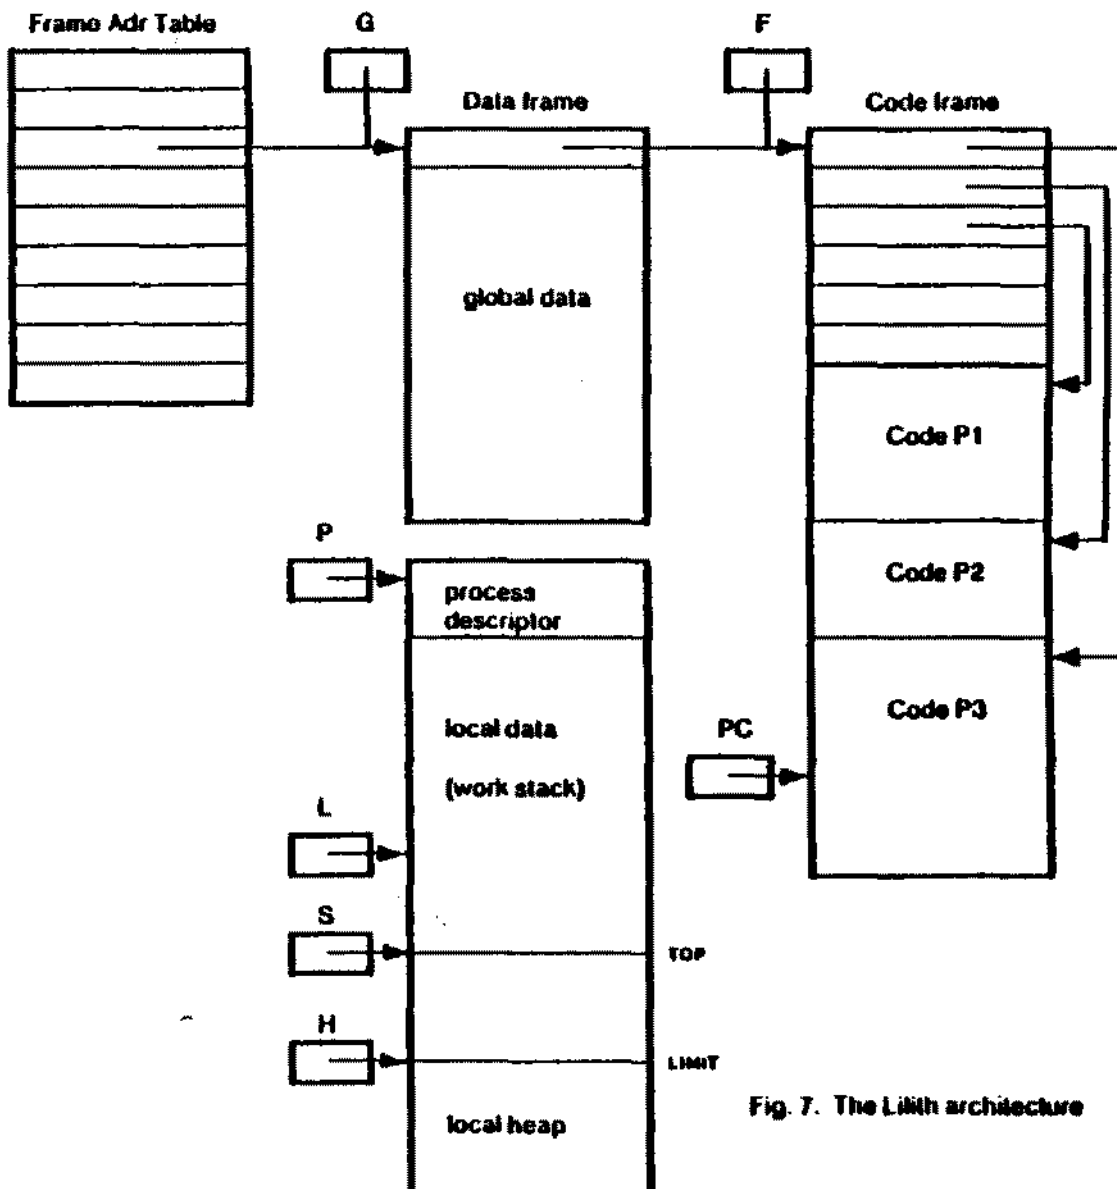 Frame Adr Table
G
F
Data frame
Code frame
global data
Code P1
P
process
descriptor
Code P2
local data
(work stack)
PC
Code P3
L
S
TOP
H
LIMIT
local heap
Fig. 7. The Lilith architecture